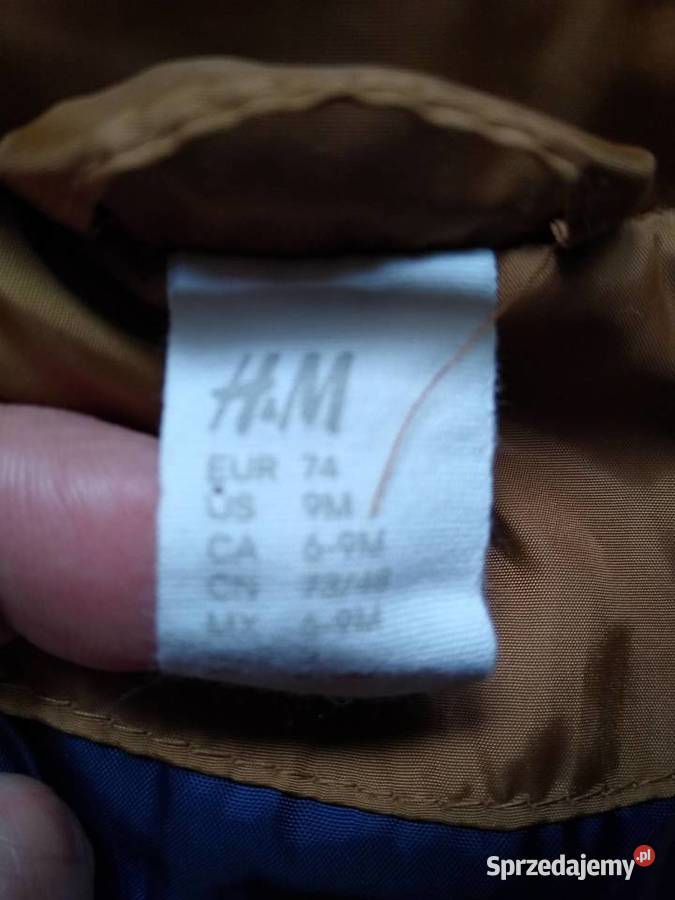 H&M
EUR 74
US 9M
CA 6-9M
CN 73/48
MX 6-9M
Sprzedajemy.pl